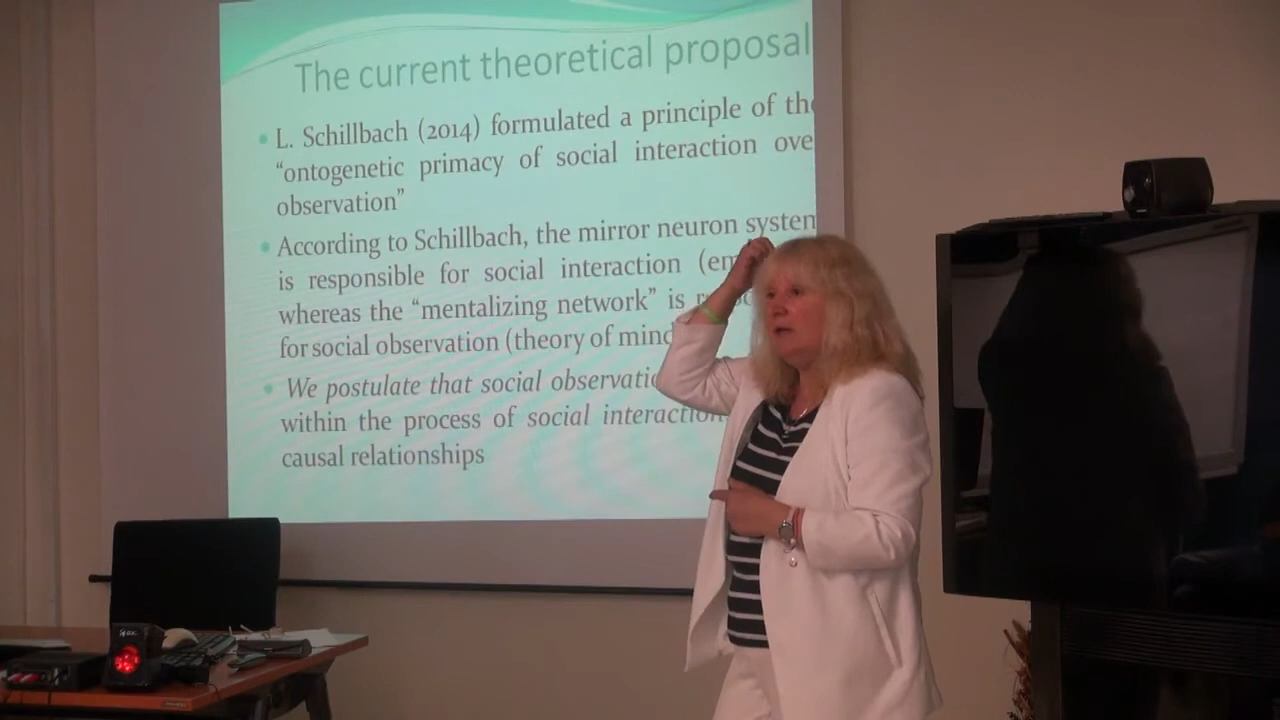 The current theoretical proposal
L. Schillbach (2014) formulated a principle of the
“ontogenetic primacy of social interaction
observation”
According to Schillbach, the mirror neuron system
is responsible for social interaction
whereas the “mentalizing network” is
for social observation (theory of mind
We postulate that social
within the process of social interaction
causal relationships